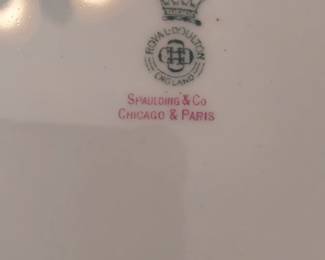 ROYAL DOULTON
ENGLAND
SPAULDING & CO
CHICAGO & PARIS